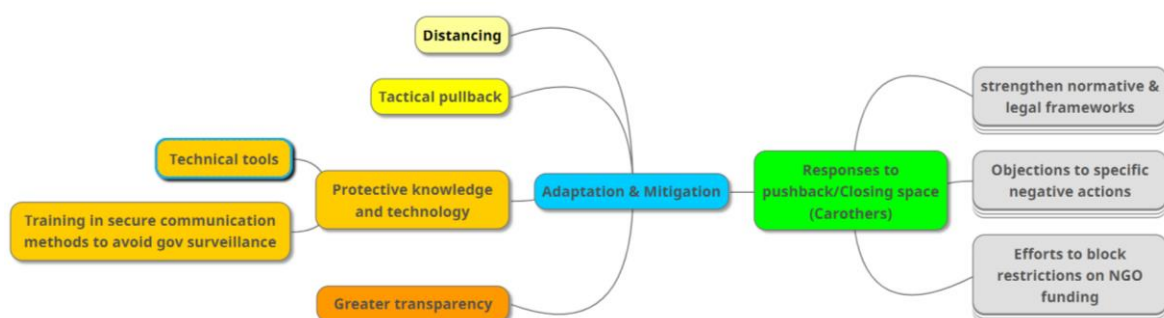 Distancing
Tactical pullback
Technical tools
Training in secure communication
methods to avoid gov surveillance
Protective knowledge
and technology
Greater transparency
Adaptation & Mitigation
Responses to
pushback/Closing space
(Carothers)
strengthen normative &
legal frameworks
Objections to specific
negative actions
Efforts to block
restrictions on NGO
funding